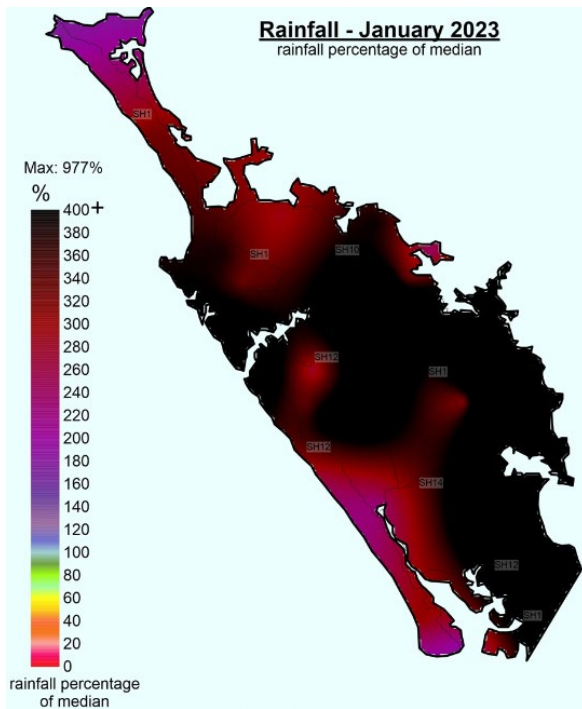 Rainfall - January 2023
rainfall percentage of median
SH1
Max: 977%
%
400+
380
360
340
320
300
280
260
240
220
200
180
160
140
120
100
80
60
40
20
0
rainfall percentage
of median
SH10
SH1
SH12
SH1
SH12
SH14
SH12
SH1